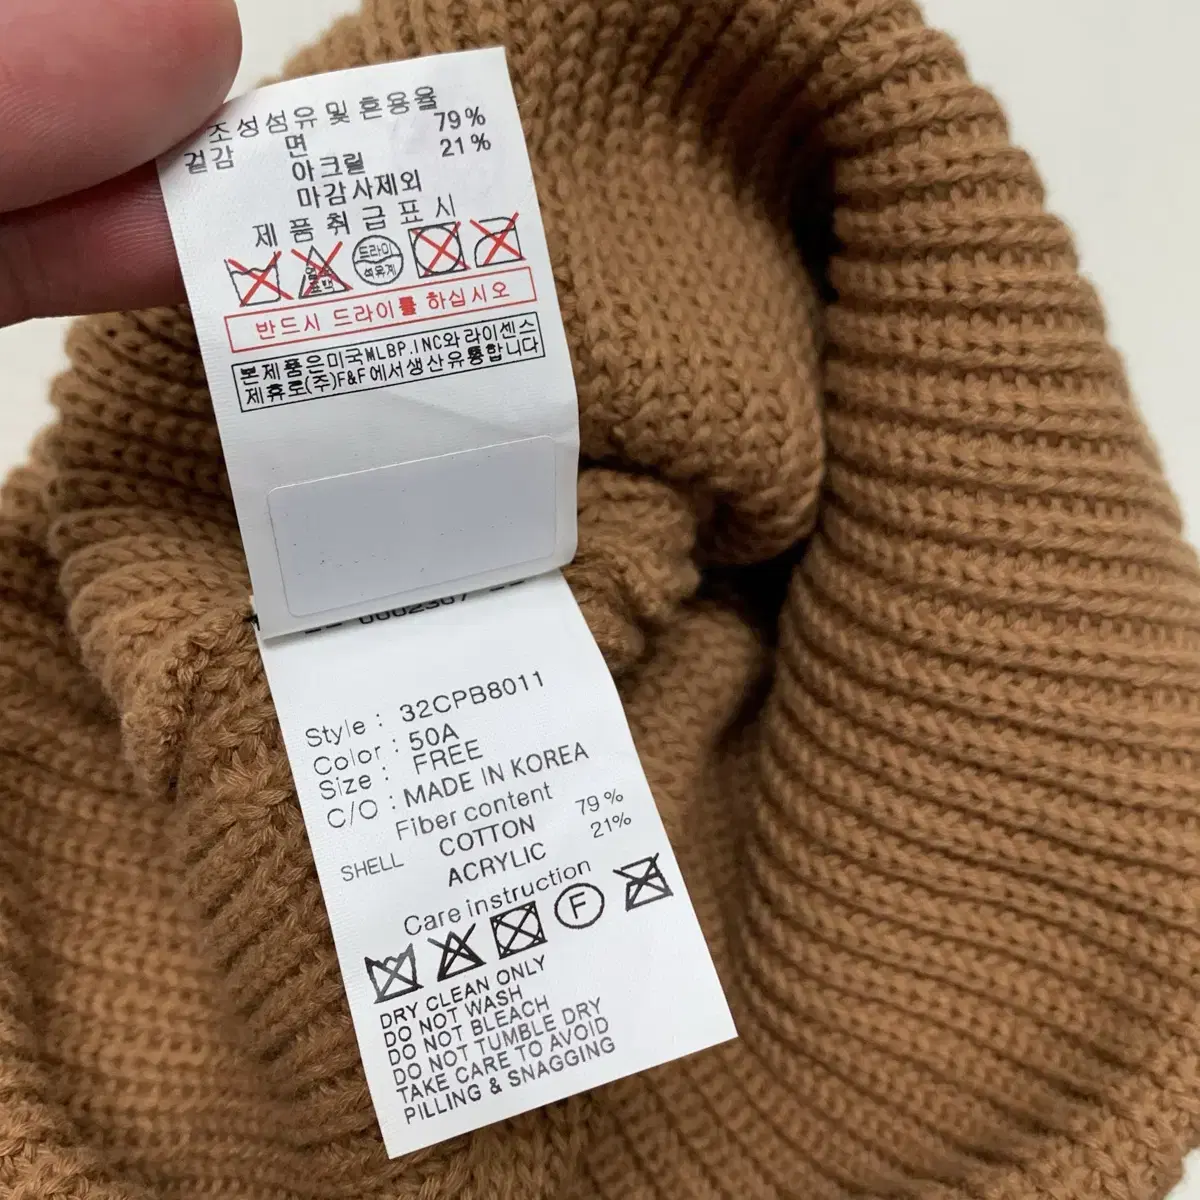 조성섬유 및 혼용율
겉감 면 79%
아크릴 21%
마감사제외
제품취급표시
드라이
석유계
반드시 드라이를 하십시오
본제품은미국MLBP.INC와라이센스
제휴로(주)F&F에서생산유통합니다
Style : 32CPB8011
Color : 50A
Size : FREE
C/O : MADE IN KOREA
Fiber content
SHELL COTTON 79%
ACRYLIC 21%
Care instruction
F
DRY CLEAN ONLY
DO NOT WASH
DO NOT BLEACH
DO NOT TUMBLE DRY
TAKE CARE TO AVOID
PILLING & SNAGGING